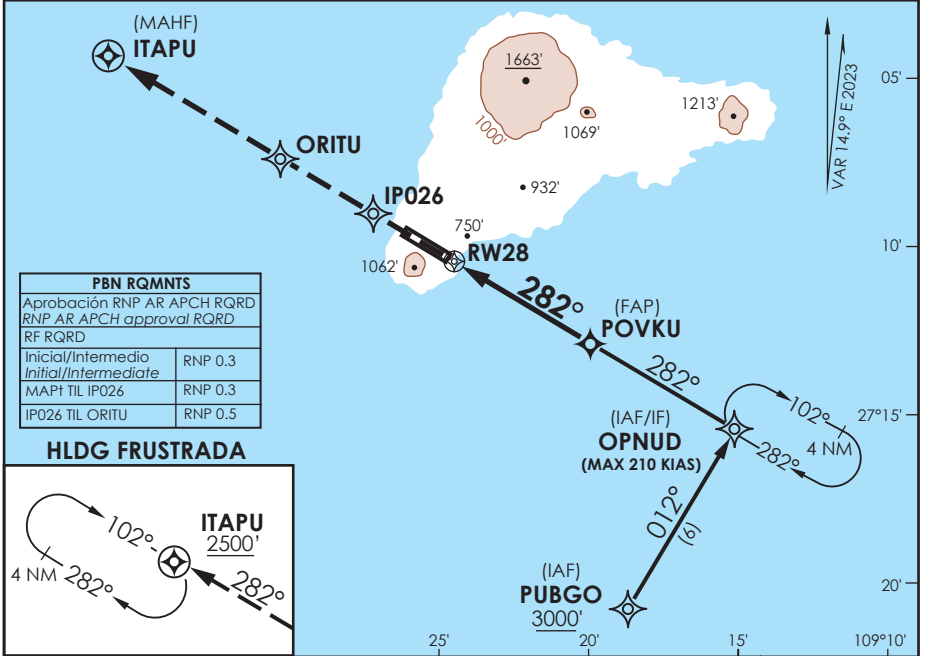 (MAHF)
ITAPU
1663'
1000'
1069'
1213'
05'
VAR 14.9° E 2023
ORITU
IP026
932'
750'
10'
RW28
1062'
282°
(FAP)
POVKU
PBN RQMNTS
Aprobación RNP AR APCH RQRD
RNP AR APCH approval RQRD
RF RQRD
Inicial/Intermedio
Initial/Intermediate
RNP 0.3
MAPt TIL IP026
RNP 0.3
IP026 TIL ORITU
RNP 0.5
282°
(IAF/IF)
OPNUD
(MAX 210 KIAS)
102°
4 NM
282°
27°15'
012°
(6)
(IAF)
PUBGO
3000'
20'
HLDG FRUSTRADA
ITAPU
2500'
102°
4 NM
282°
282°
25'
20'
15'
109°10'